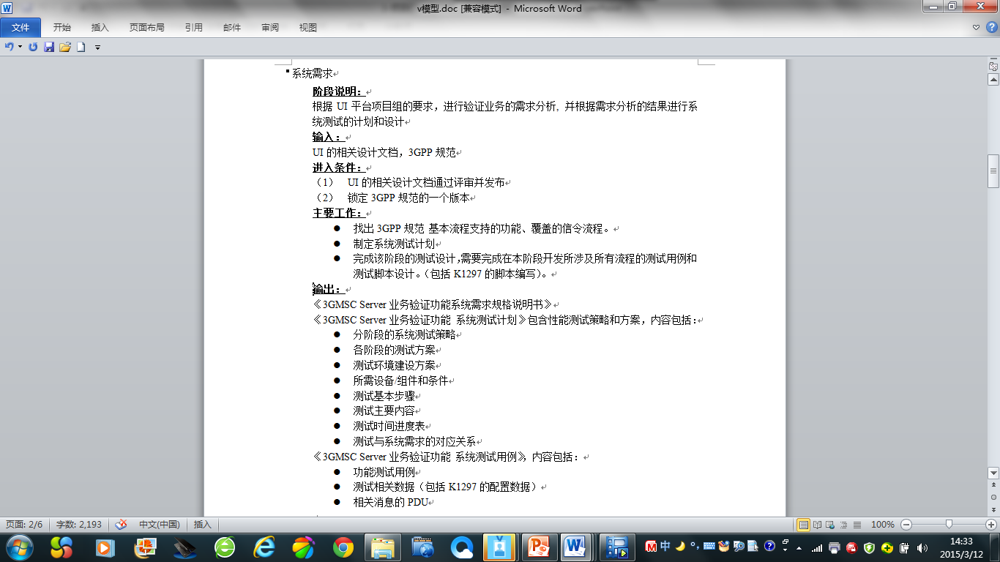 v模型.doc [兼容模式] - Microsoft Word
文件 开始 插入 页面布局 引用 邮件 审阅 视图
系统需求
阶段说明：
根据 UI 平台项目组的要求，进行验证业务的需求分析, 并根据需求分析的结果进行系
统测试的计划和设计
输入：
UI 的相关设计文档，3GPP 规范
进入条件：
（1） UI 的相关设计文档通过评审并发布
（2） 锁定 3GPP 规范的一个版本
主要工作：
● 找出 3GPP 规范 基本流程支持的功能、覆盖的信令流程。
● 制定系统测试计划
● 完成该阶段的测试设计，需要完成在本阶段开发所涉及所有流程的测试用例和
测试脚本设计。（包括 K1297 的脚本编写）。
输出：
《3GMSC Server 业务验证功能系统需求规格说明书》
《3GMSC Server 业务验证功能 系统测试计划》包含性能测试策略和方案，内容包括：
● 分阶段的系统测试策略
● 各阶段的测试方案
● 测试环境建设方案
● 所需设备/组件和条件
● 测试基本步骤
● 测试主要内容
● 测试时间进度表
● 测试与系统需求的对应关系
《3GMSC Server 业务验证功能 系统测试用例》，内容包括：
● 功能测试用例
● 测试相关数据（包括 K1297 的配置数据）
● 相关消息的 PDU
页面: 2/6 字数: 2,193 中文(中国) 插入 100%
中 14:33
2015/3/12